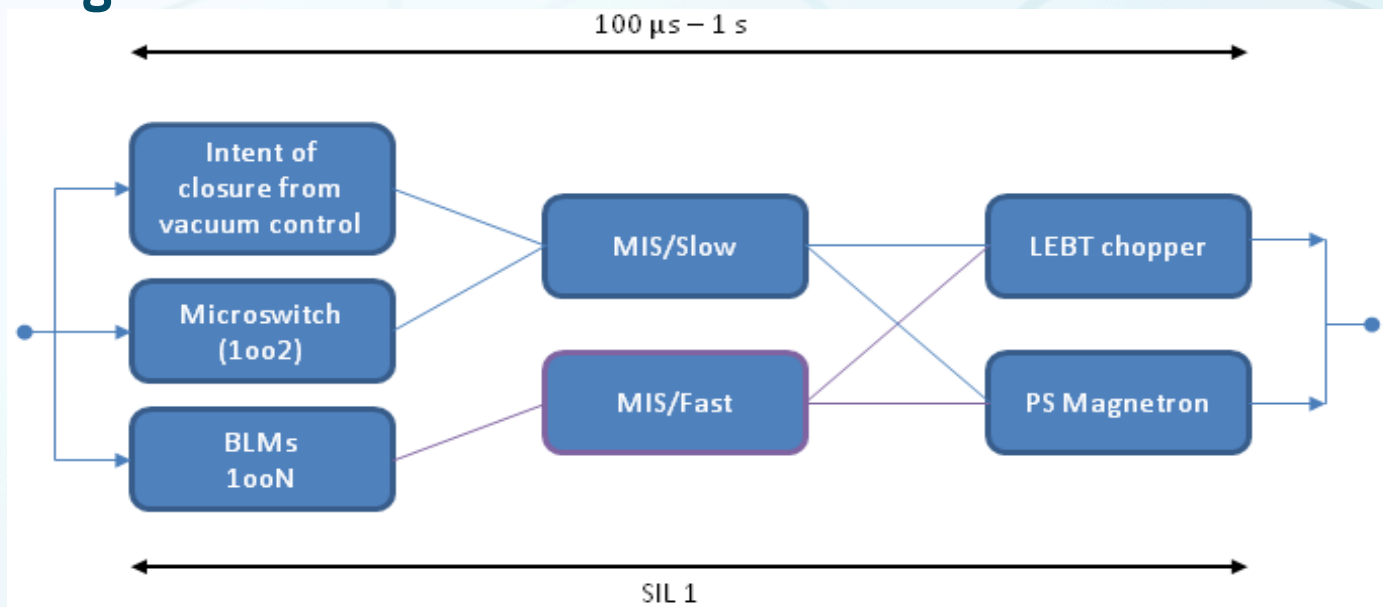 100 µs – 1 s
Intent of
closure from
vacuum control
MIS/Slow
LEBT chopper
Microswitch
(1oo2)
MIS/Fast
PS Magnetron
BLMs
1ooN
SIL 1